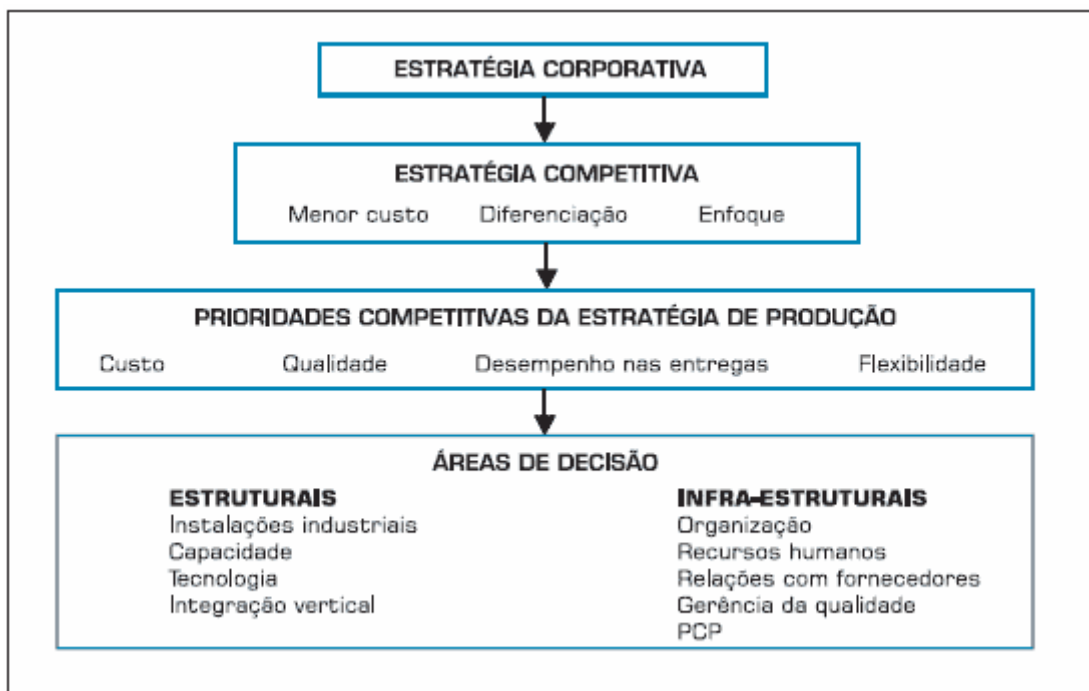 ESTRATÉGIA CORPORATIVA
ESTRATÉGIA COMPETITIVA
Menor custo Diferenciação Enfoque
PRIORIDADES COMPETITIVAS DA ESTRATÉGIA DE PRODUÇÃO
Custo Qualidade Desempenho nas entregas Flexibilidade
ÁREAS DE DECISÃO
ESTRUTURAIS
Instalações industriais
Capacidade
Tecnologia
Integração vertical
INFRA-ESTRUTURAIS
Organização
Recursos humanos
Relações com fornecedores
Gerência da qualidade
PCP